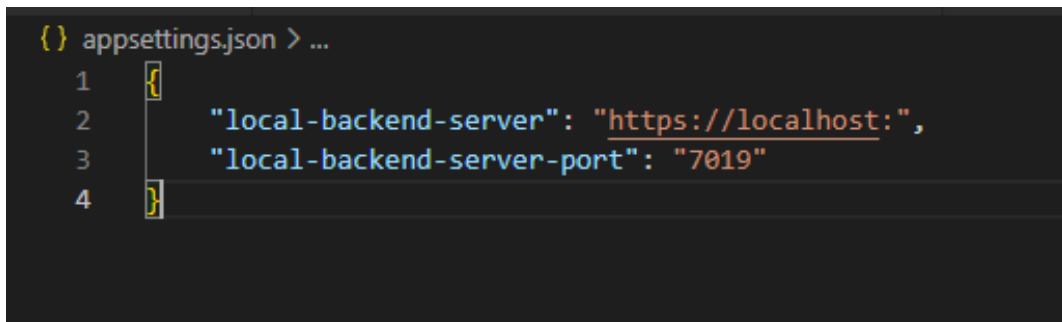 {} appsettings.json > ...
1 {
2 "local-backend-server": "https://localhost:",
3 "local-backend-server-port": "7019"
4 }